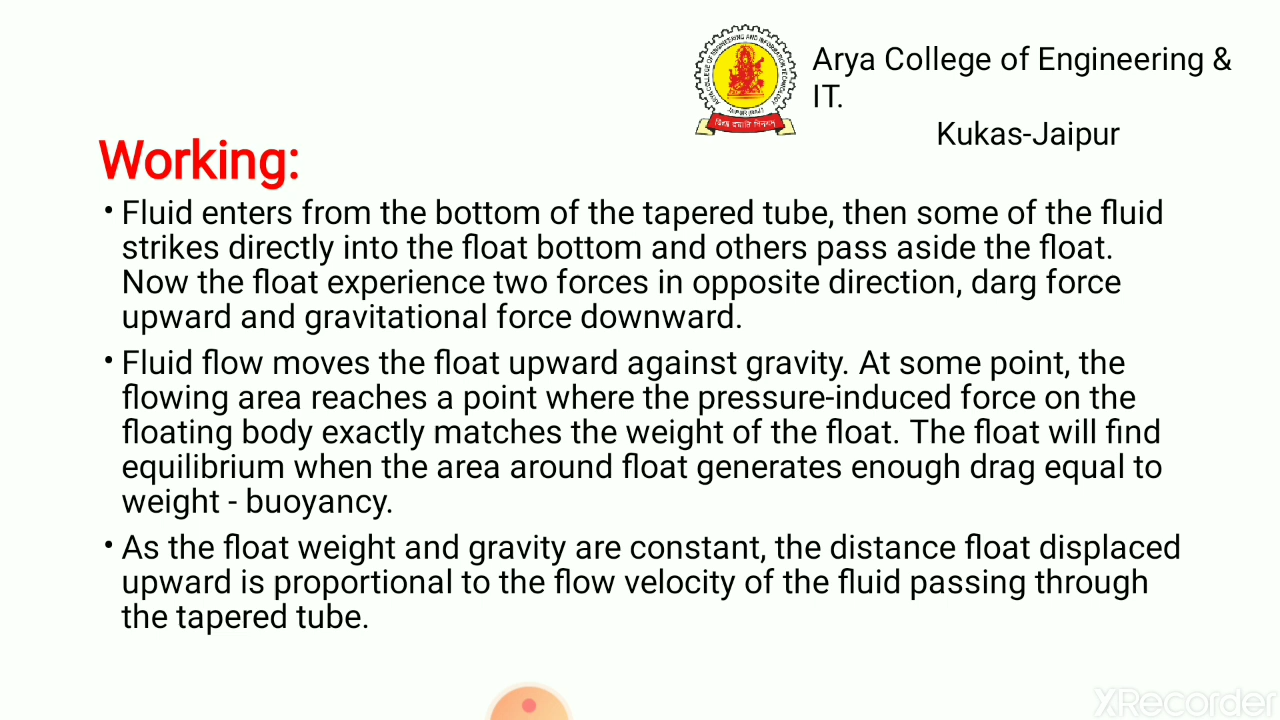 Arya College of Engineering &
IT.
Kukas-Jaipur
Working:
• Fluid enters from the bottom of the tapered tube, then some of the fluid
strikes directly into the float bottom and others pass aside the float.
Now the float experience two forces in opposite direction, darg force
upward and gravitational force downward.
• Fluid flow moves the float upward against gravity. At some point, the
flowing area reaches a point where the pressure-induced force on the
floating body exactly matches the weight of the float. The float will find
equilibrium when the area around float generates enough drag equal to
weight - buoyancy.
• As the float weight and gravity are constant, the distance float displaced
upward is proportional to the flow velocity of the fluid passing through
the tapered tube.
XRecorder